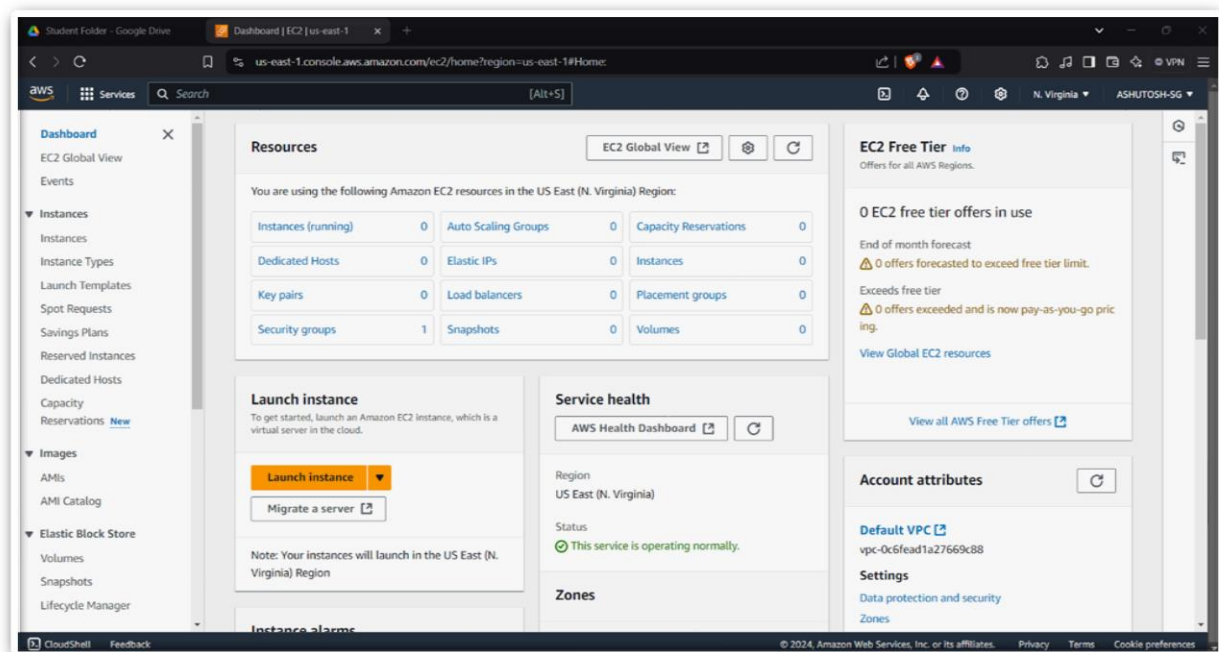 Student Folder - Google Drive
Dashboard | EC2 | us-east-1
us-east-1.console.aws.amazon.com/ec2/home?region=us-east-1#Home:
VPN
aws
Services
Search
[Alt+S]
N. Virginia
ASHUTOSH-SG
Dashboard
EC2 Global View
Events
Instances
Instances
Instance Types
Launch Templates
Spot Requests
Savings Plans
Reserved Instances
Dedicated Hosts
Capacity
Reservations New
Images
AMIs
AMI Catalog
Elastic Block Store
Volumes
Snapshots
Lifecycle Manager
Resources
EC2 Global View
You are using the following Amazon EC2 resources in the US East (N. Virginia) Region:
Instances (running) 0
Auto Scaling Groups 0
Capacity Reservations 0
Dedicated Hosts 0
Elastic IPs 0
Instances 0
Key pairs 0
Load balancers 0
Placement groups 0
Security groups 1
Snapshots 0
Volumes 0
Launch instance
To get started, launch an Amazon EC2 instance, which is a
virtual server in the cloud.
Launch instance
Migrate a server
Note: Your instances will launch in the US East (N.
Virginia) Region
Instance alarms
Service health
AWS Health Dashboard
Region
US East (N. Virginia)
Status
This service is operating normally.
Zones
EC2 Free Tier Info
Offers for all AWS Regions.
0 EC2 free tier offers in use
End of month forecast
0 offers forecasted to exceed free tier limit.
Exceeds free tier
0 offers exceeded and is now pay-as-you-go pric
ing.
View Global EC2 resources
View all AWS Free Tier offers
Account attributes
Default VPC
vpc-0c6fead1a27669c88
Settings
Data protection and security
Zones
CloudShell
Feedback
© 2024, Amazon Web Services, Inc. or its affiliates.
Privacy
Terms
Cookie preferences